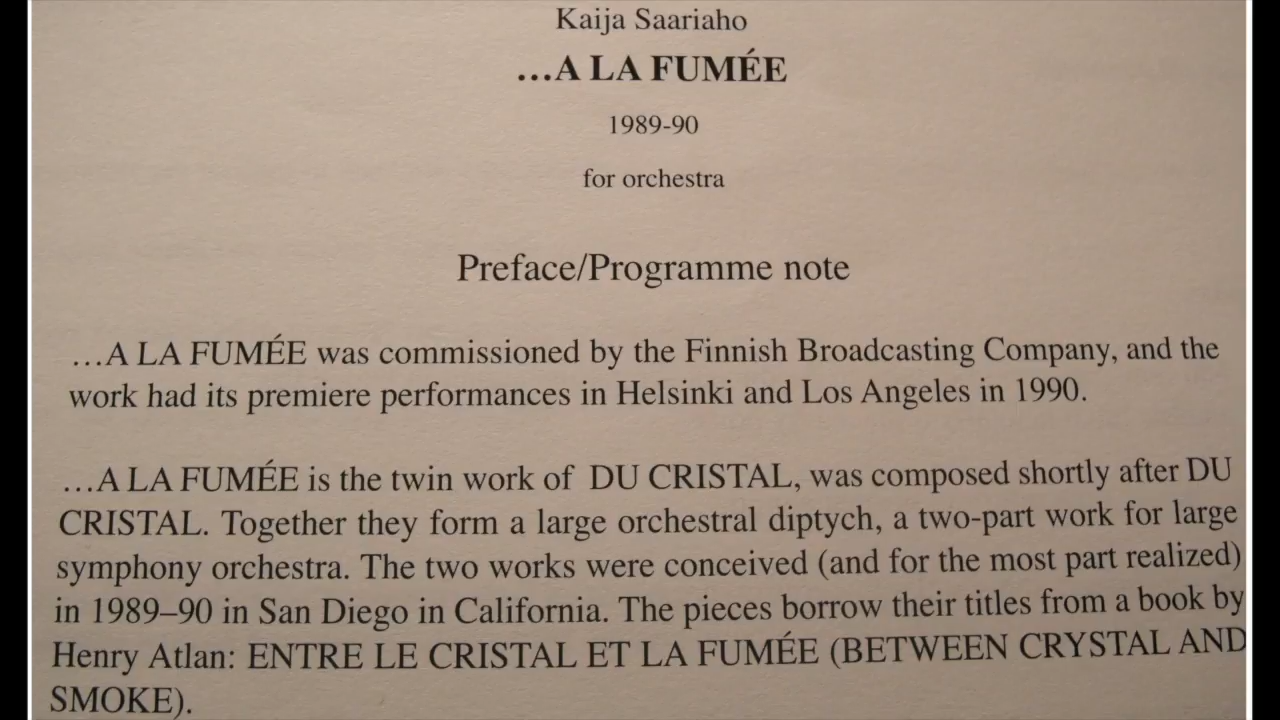 Kaija Saariaho
...A LA FUMÉE
1989-90
for orchestra
Preface/Programme note
...A LA FUMÉE was commissioned by the Finnish Broadcasting Company, and the
work had its premiere performances in Helsinki and Los Angeles in 1990.
...A LA FUMÉE is the twin work of DU CRISTAL, was composed shortly after DU
CRISTAL. Together they form a large orchestral diptych, a two-part work for large
symphony orchestra. The two works were conceived (and for the most part realized)
in 1989–90 in San Diego in California. The pieces borrow their titles from a book by
Henry Atlan: ENTRE LE CRISTAL ET LA FUMÉE (BETWEEN CRYSTAL AND
SMOKE).